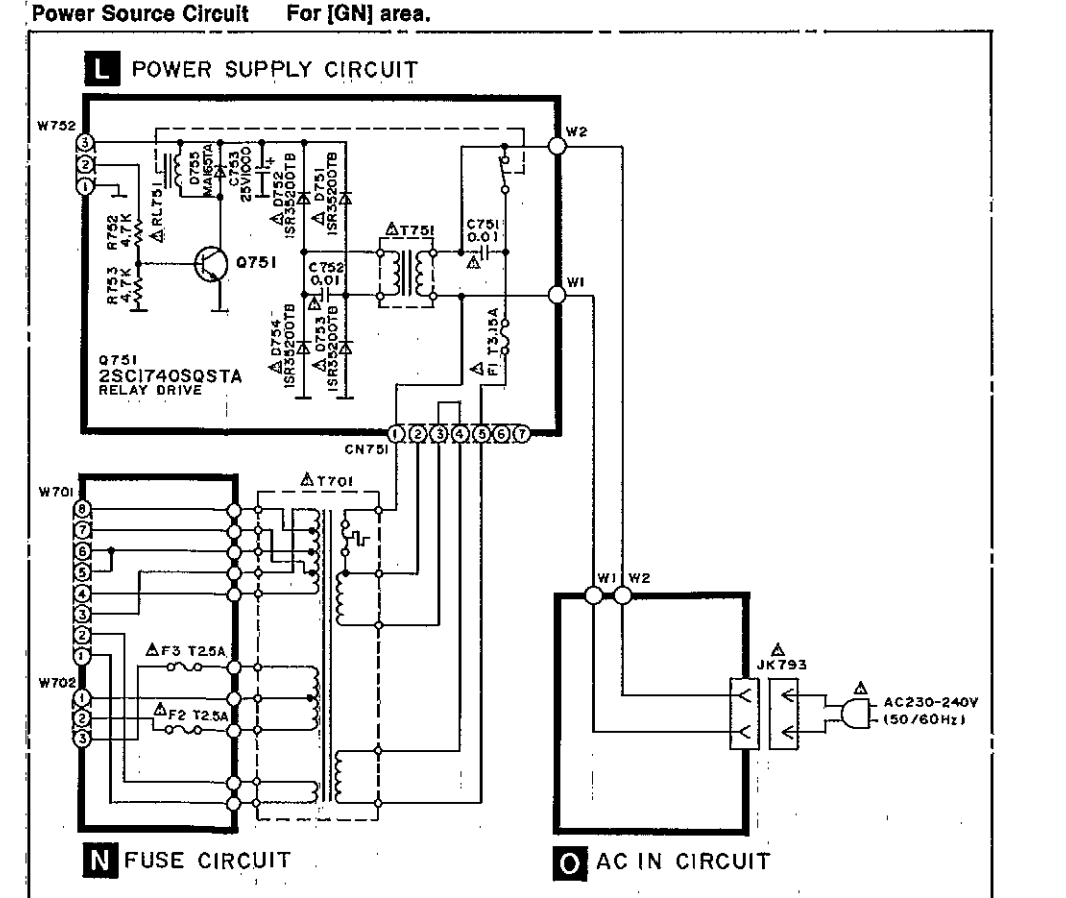 Power Source Circuit For [GN] area.
L POWER SUPPLY CIRCUIT
W752
3
2
1
W2
RL751
D755
MA165TA
C753
25V1000
+
D752
1SR35200TB
D751
1SR35200TB
R752
4.7K
R753
4.7K
Q751
T751
C751
0.01
C752
0.01
W1
D754
1SR35200TB
D753
1SR35200TB
F1 T3.15A
Q751
2SC1740SQSTA
RELAY DRIVE
CN751
1 2 3 4 5 6 7
W701
8
7
6
5
4
3
2
1
T701
F3 T2.5A
W702
1
2
3
F2 T2.5A
W1 W2
JK793
AC230-240V
(50/60Hz)
N FUSE CIRCUIT
O AC IN CIRCUIT